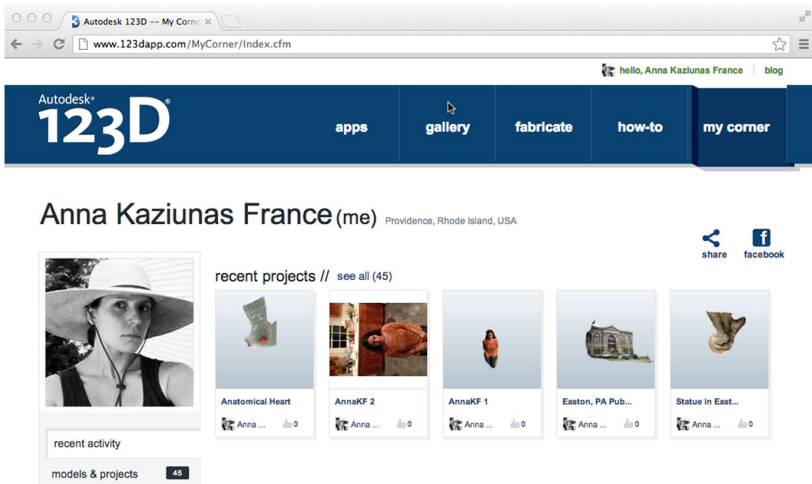 Autodesk 123D -- My Corne
www.123dapp.com/MyCorner/Index.cfm
hello, Anna Kaziunas France blog
Autodesk®
123D®
apps gallery fabricate how-to my corner
Anna Kaziunas France (me) Providence, Rhode Island, USA
share facebook
recent projects // see all (45)
Anatomical Heart AnnaKF 2 AnnaKF 1 Easton, PA Pub... Statue in East...
Anna ... 0 Anna ... 0 Anna ... 0 Anna ... 0 Anna ... 0
recent activity
models & projects 45